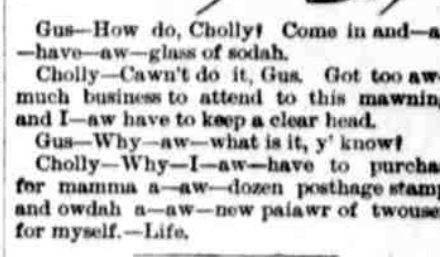 Gus—How do, Cholly? Come in and—a
—have—aw—glass of sodah.
Cholly—Cawn't do it, Gus. Got too aw
much business to attend to this mawnin
and I—aw have to keep a clear head.
Gus—Why—aw—what is it, y' know?
Cholly—Why—I—aw—have to purcha
for mamma a—aw—dozen posthage stamp
and owdah a—aw—new paiawr of twouse
for myself.—Life.